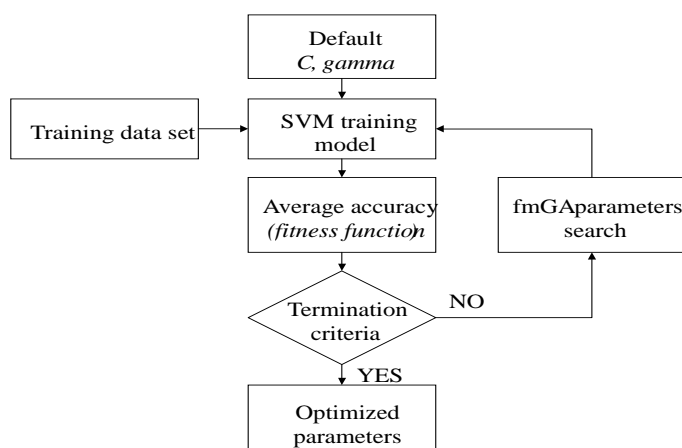 Default
C, gamma
Training data set
SVM training
model
Average accuracy
(fitness function)
fmGAparameters
search
Termination
criteria
NO
YES
Optimized
parameters